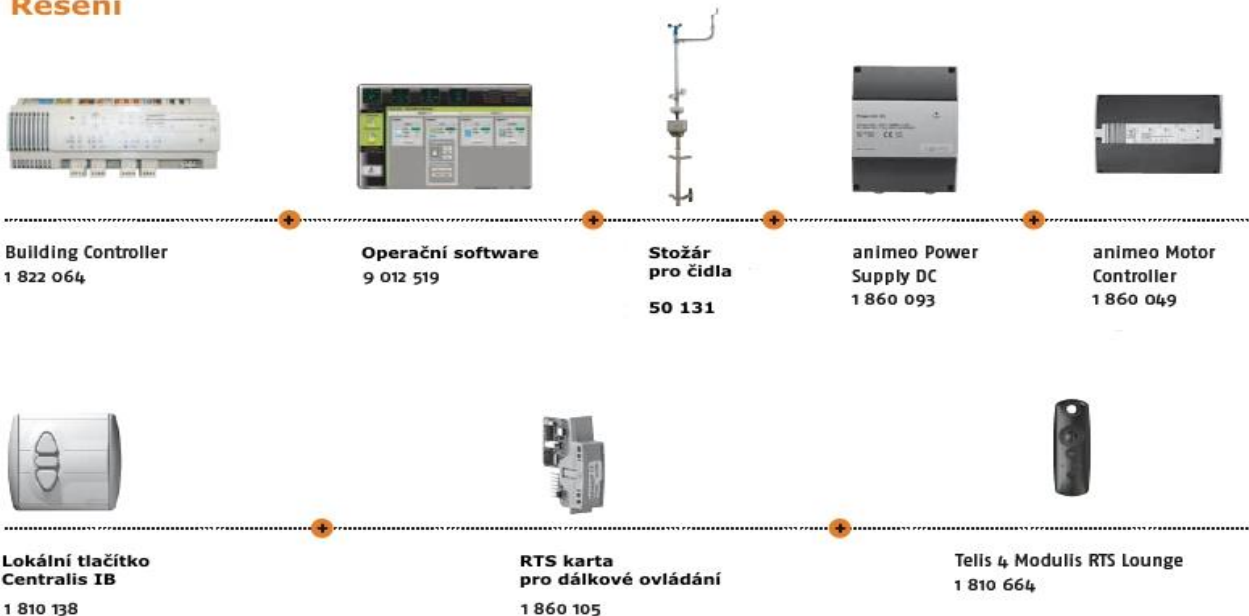 Řešení
Building Controller
1 822 064
Operační software
9 012 519
Stožár
pro čidla
50 131
animeo Power
Supply DC
1 860 093
animeo Motor
Controller
1 860 049
Lokální tlačítko
Centralis IB
1 810 138
RTS karta
pro dálkové ovládání
1 860 105
Telis 4 Modulis RTS Lounge
1 810 664